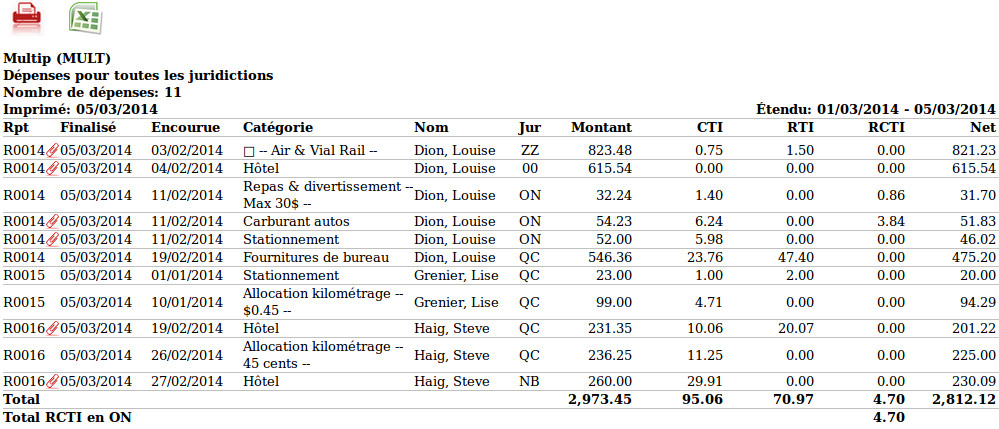 Multip (MULT)
Dépenses pour toutes les juridictions
Nombre de dépenses: 11
Imprimé: 05/03/2014 Étendu: 01/03/2014 - 05/03/2014
Rpt Finalisé Encourue Catégorie Nom Jur Montant CTI RTI RCTI Net
R0014 05/03/2014 03/02/2014 □ -- Air & Vial Rail -- Dion, Louise ZZ 823.48 0.75 1.50 0.00 821.23
R0014 05/03/2014 04/02/2014 Hôtel Dion, Louise 00 615.54 0.00 0.00 0.00 615.54
R0014 05/03/2014 11/02/2014 Repas & divertissement -- Dion, Louise ON 32.24 1.40 0.00 0.86 31.70
Max 30$ --
R0014 05/03/2014 11/02/2014 Carburant autos Dion, Louise ON 54.23 6.24 0.00 3.84 51.83
R0014 05/03/2014 11/02/2014 Stationnement Dion, Louise ON 52.00 5.98 0.00 0.00 46.02
R0014 05/03/2014 19/02/2014 Fournitures de bureau Dion, Louise QC 546.36 23.76 47.40 0.00 475.20
R0015 05/03/2014 01/01/2014 Stationnement Grenier, Lise QC 23.00 1.00 2.00 0.00 20.00
R0015 05/03/2014 10/01/2014 Allocation kilométrage -- Grenier, Lise QC 99.00 4.71 0.00 0.00 94.29
$0.45 --
R0016 05/03/2014 19/02/2014 Hôtel Haig, Steve QC 231.35 10.06 20.07 0.00 201.22
R0016 05/03/2014 26/02/2014 Allocation kilométrage -- Haig, Steve QC 236.25 11.25 0.00 0.00 225.00
45 cents --
R0016 05/03/2014 27/02/2014 Hôtel Haig, Steve NB 260.00 29.91 0.00 0.00 230.09
Total 2,973.45 95.06 70.97 4.70 2,812.12
Total RCTI en ON 4.70